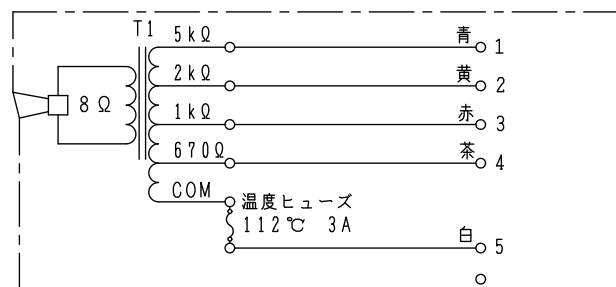 T1
5kΩ 青 1
2kΩ 黄 2
8Ω
1kΩ 赤 3
670Ω 茶 4
COM
温度ヒューズ
112℃ 3A
白 5